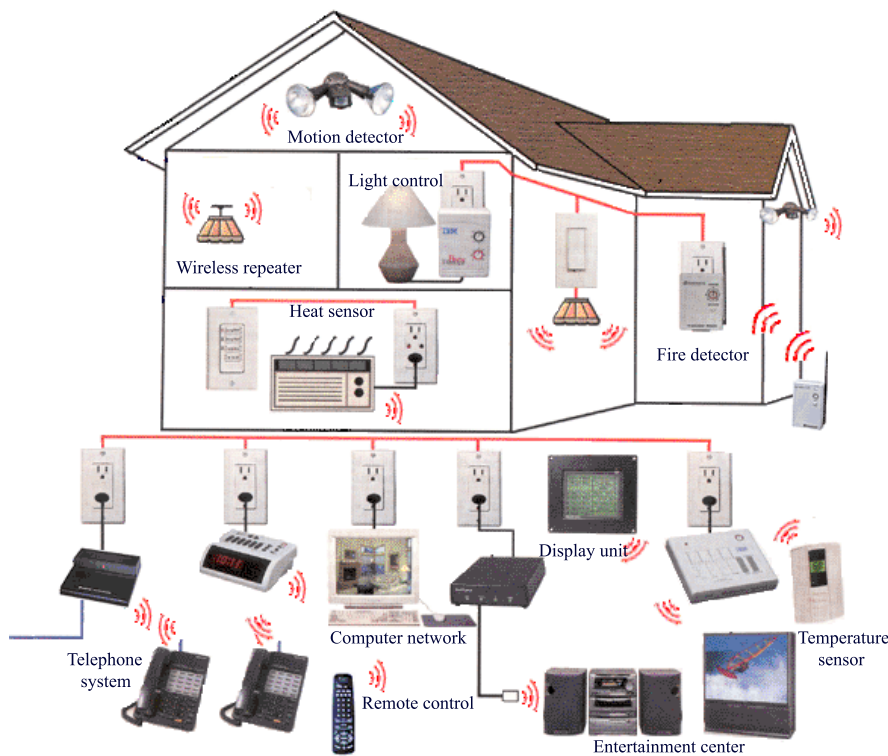 Motion detector
Light control
IBM
Wireless repeater
Heat sensor
Fire detector
Display unit
Computer network
Temperature
sensor
Telephone
system
Remote control
Entertainment center